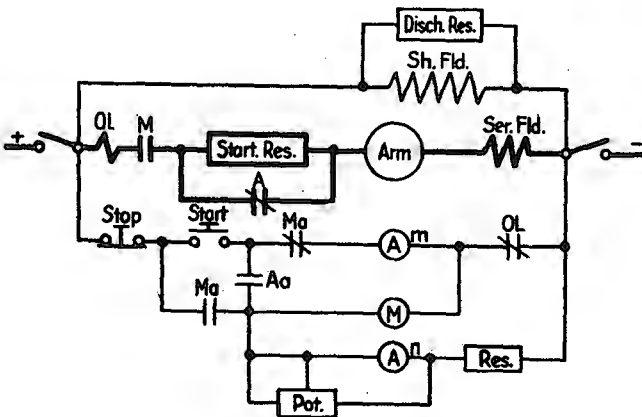 Disch. Res.
Sh. Fld.
+ OL M Start. Res. Arm Ser. Fld. −
A
Stop Start Ma A m OL
Aa
Ma M
A n Res.
Pot.